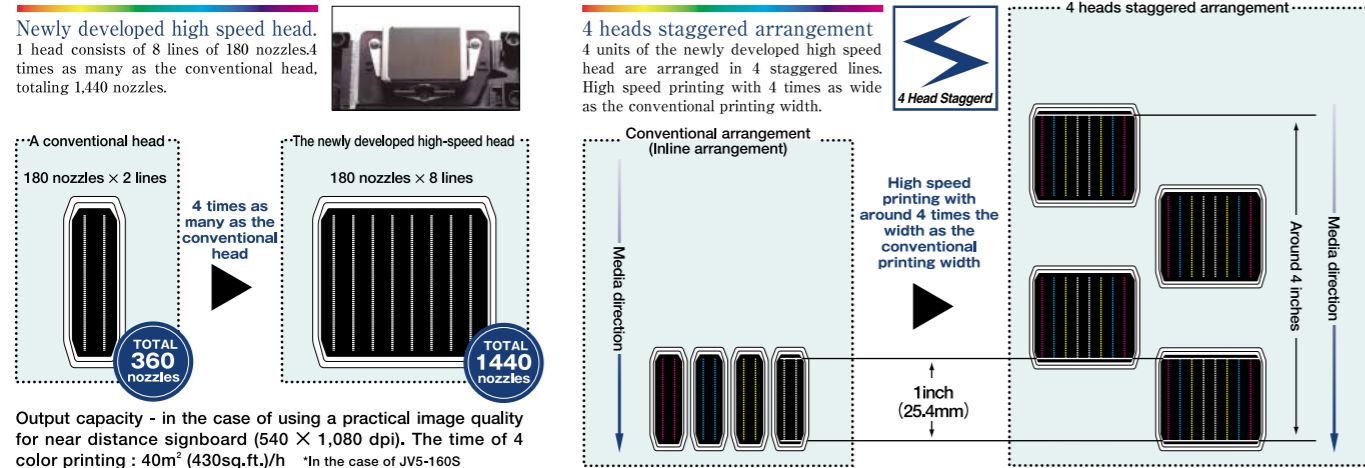 Newly developed high speed head.
1 head consists of 8 lines of 180 nozzles.4
times as many as the conventional head,
totaling 1,440 nozzles.
A conventional head
180 nozzles × 2 lines
TOTAL
360
nozzles
4 times as
many as the
conventional
head
The newly developed high-speed head
180 nozzles × 8 lines
TOTAL
1440
nozzles
Output capacity - in the case of using a practical image quality
for near distance signboard (540 × 1,080 dpi). The time of 4
color printing : 40m² (430sq.ft.)/h *In the case of JV5-160S
4 heads staggered arrangement
4 units of the newly developed high speed
head are arranged in 4 staggered lines.
High speed printing with 4 times as wide
as the conventional printing width.
4 Head Staggerd
Conventional arrangement
(Inline arrangement)
Media direction
High speed
printing with
around 4 times the
width as the
conventional
printing width
1inch
(25.4mm)
4 heads staggered arrangement
Around 4 inches
Media direction